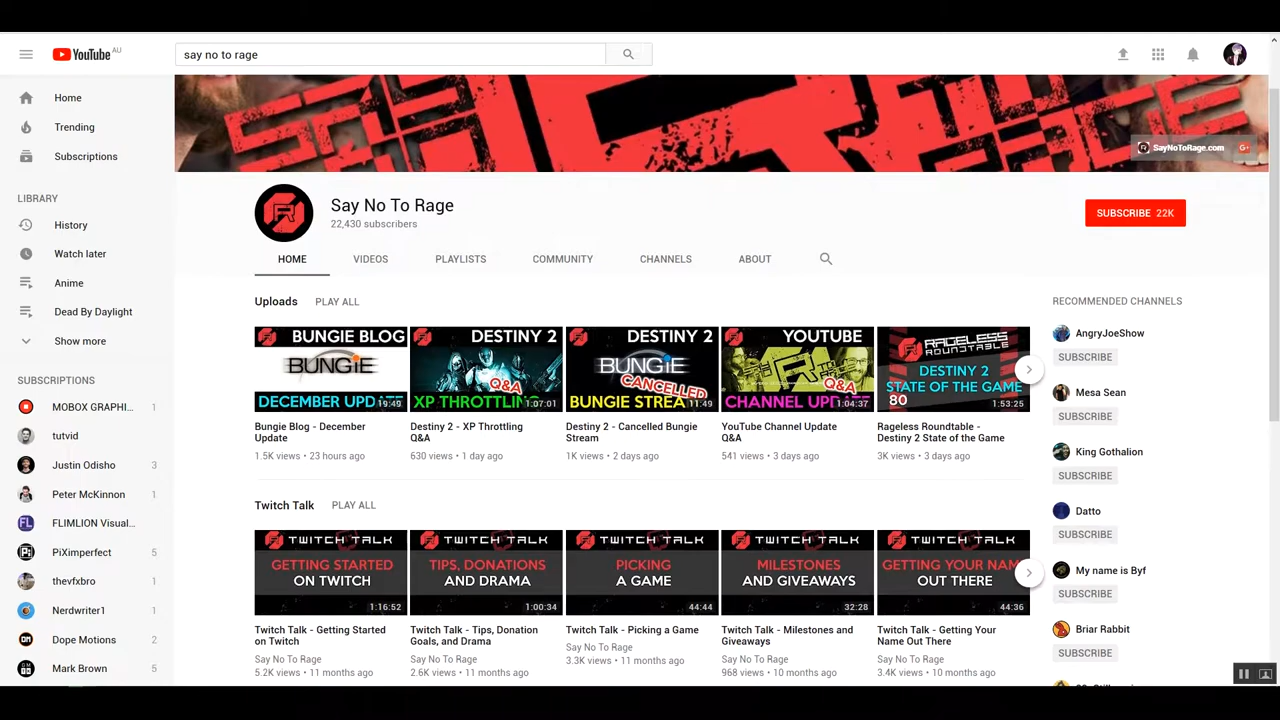 YouTube AU
say no to rage
Home
Trending
Subscriptions
LIBRARY
History
Watch later
Anime
Dead By Daylight
Show more
SUBSCRIPTIONS
MOBOX GRAPHI... 1
tutvid
Justin Odisho 3
Peter McKinnon 1
FLIMLION Visual...
PiXimperfect 5
thevfxbro 1
Nerdwriter1 1
Dope Motions 2
Mark Brown 5
SayNoToRage.com
Say No To Rage
22,430 subscribers
SUBSCRIBE 22K
HOME VIDEOS PLAYLISTS COMMUNITY CHANNELS ABOUT
Uploads PLAY ALL
BUNGIE BLOG
BUNGIE
DECEMBER UPDATE
19:49
Bungie Blog - December
Update
1.5K views • 23 hours ago
DESTINY 2
Q&A
XP THROTTLING
1:07:01
Destiny 2 - XP Throttling
Q&A
630 views • 1 day ago
DESTINY 2
BUNGIE
CANCELLED
BUNGIE STREAM
11:49
Destiny 2 - Cancelled Bungie
Stream
1K views • 2 days ago
YOUTUBE
Q&A
CHANNEL UPDATE
1:04:37
YouTube Channel Update
Q&A
541 views • 3 days ago
RAGELESS
ROUNDTABLE
DESTINY 2
STATE OF THE GAME
80
1:53:25
Rageless Roundtable -
Destiny 2 State of the Game
3K views • 3 days ago
Twitch Talk PLAY ALL
TWITCH TALK
GETTING STARTED
ON TWITCH
1:16:52
Twitch Talk - Getting Started
on Twitch
Say No To Rage
5.2K views • 11 months ago
TWITCH TALK
TIPS, DONATIONS
AND DRAMA
1:00:34
Twitch Talk - Tips, Donation
Goals, and Drama
Say No To Rage
2.6K views • 11 months ago
TWITCH TALK
PICKING
A GAME
44:44
Twitch Talk - Picking a Game
Say No To Rage
3.3K views • 11 months ago
TWITCH TALK
MILESTONES
AND GIVEAWAYS
32:28
Twitch Talk - Milestones and
Giveaways
Say No To Rage
968 views • 10 months ago
TWITCH TALK
GETTING YOUR NAME
OUT THERE
44:36
Twitch Talk - Getting Your
Name Out There
Say No To Rage
3.4K views • 10 months ago
RECOMMENDED CHANNELS
AngryJoeShow
SUBSCRIBE
Mesa Sean
SUBSCRIBE
King Gothalion
SUBSCRIBE
Datto
SUBSCRIBE
My name is Byf
SUBSCRIBE
Briar Rabbit
SUBSCRIBE